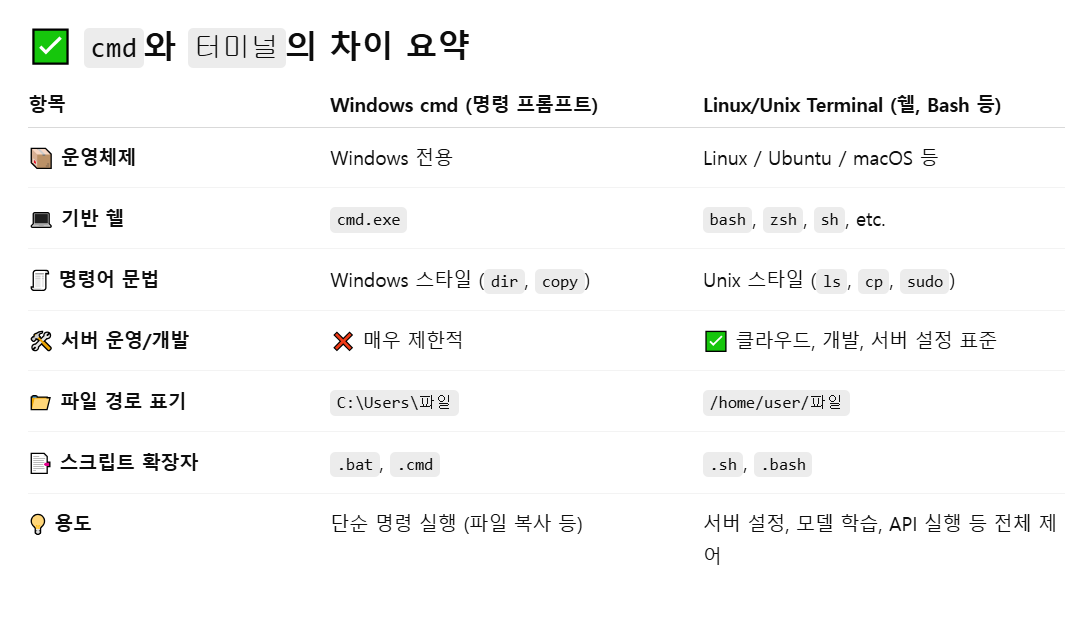 ✅ cmd와 터미널의 차이 요약
항목 Windows cmd (명령 프롬프트) Linux/Unix Terminal (쉘, Bash 등)
📦 운영체제 Windows 전용 Linux / Ubuntu / macOS 등
💻 기반 쉘 cmd.exe bash, zsh, sh, etc.
📜 명령어 문법 Windows 스타일 (dir, copy) Unix 스타일 (ls, cp, sudo)
🛠 서버 운영/개발 ❌ 매우 제한적 ✅ 클라우드, 개발, 서버 설정 표준
📁 파일 경로 표기 C:\Users\파일 /home/user/파일
📑 스크립트 확장자 .bat, .cmd .sh, .bash
💡 용도 단순 명령 실행 (파일 복사 등) 서버 설정, 모델 학습, API 실행 등 전체 제
어